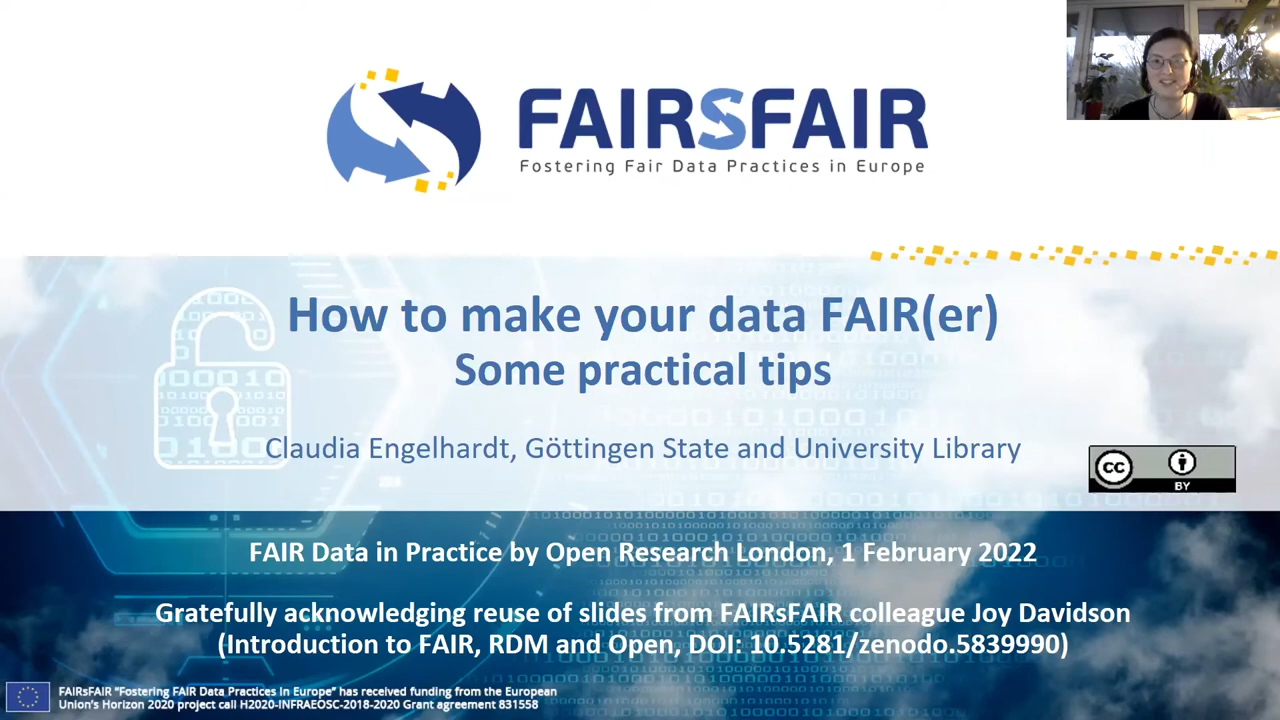 FAIRSFAIR
Fostering Fair Data Practices in Europe
How to make your data FAIR(er)
Some practical tips
Claudia Engelhardt, Göttingen State and University Library
cc
BY
FAIR Data in Practice by Open Research London, 1 February 2022
Gratefully acknowledging reuse of slides from FAIRsFAIR colleague Joy Davidson
(Introduction to FAIR, RDM and Open, DOI: 10.5281/zenodo.5839990)
FAIRsFAIR “Fostering FAIR Data Practices In Europe” has received funding from the European
Union’s Horizon 2020 project call H2020-INFRAEOSC-2018-2020 Grant agreement 831558